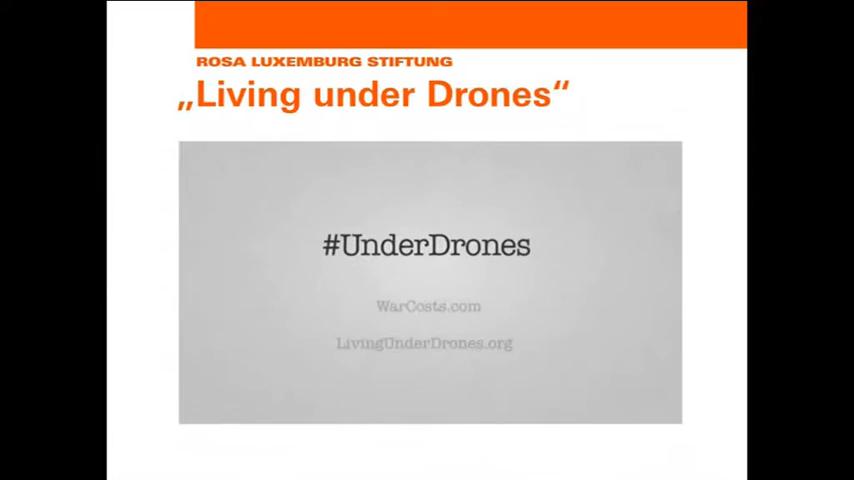 ROSA LUXEMBURG STIFTUNG
„Living under Drones“
#UnderDrones
WarCosts.com
LivingUnderDrones.org